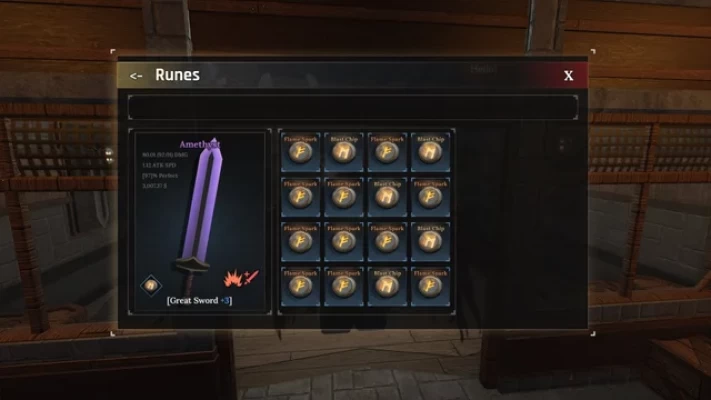 <- Runes X
Amethyst
[Great Sword +3]
Flame Spark Blast Chip Flame Spark Blast Chip
Flame Spark Flame Spark Blast Chip Flame Spark
Flame Spark Flame Spark Flame Spark Blast Chip
Flame Spark Flame Spark Blast Chip Flame Spark